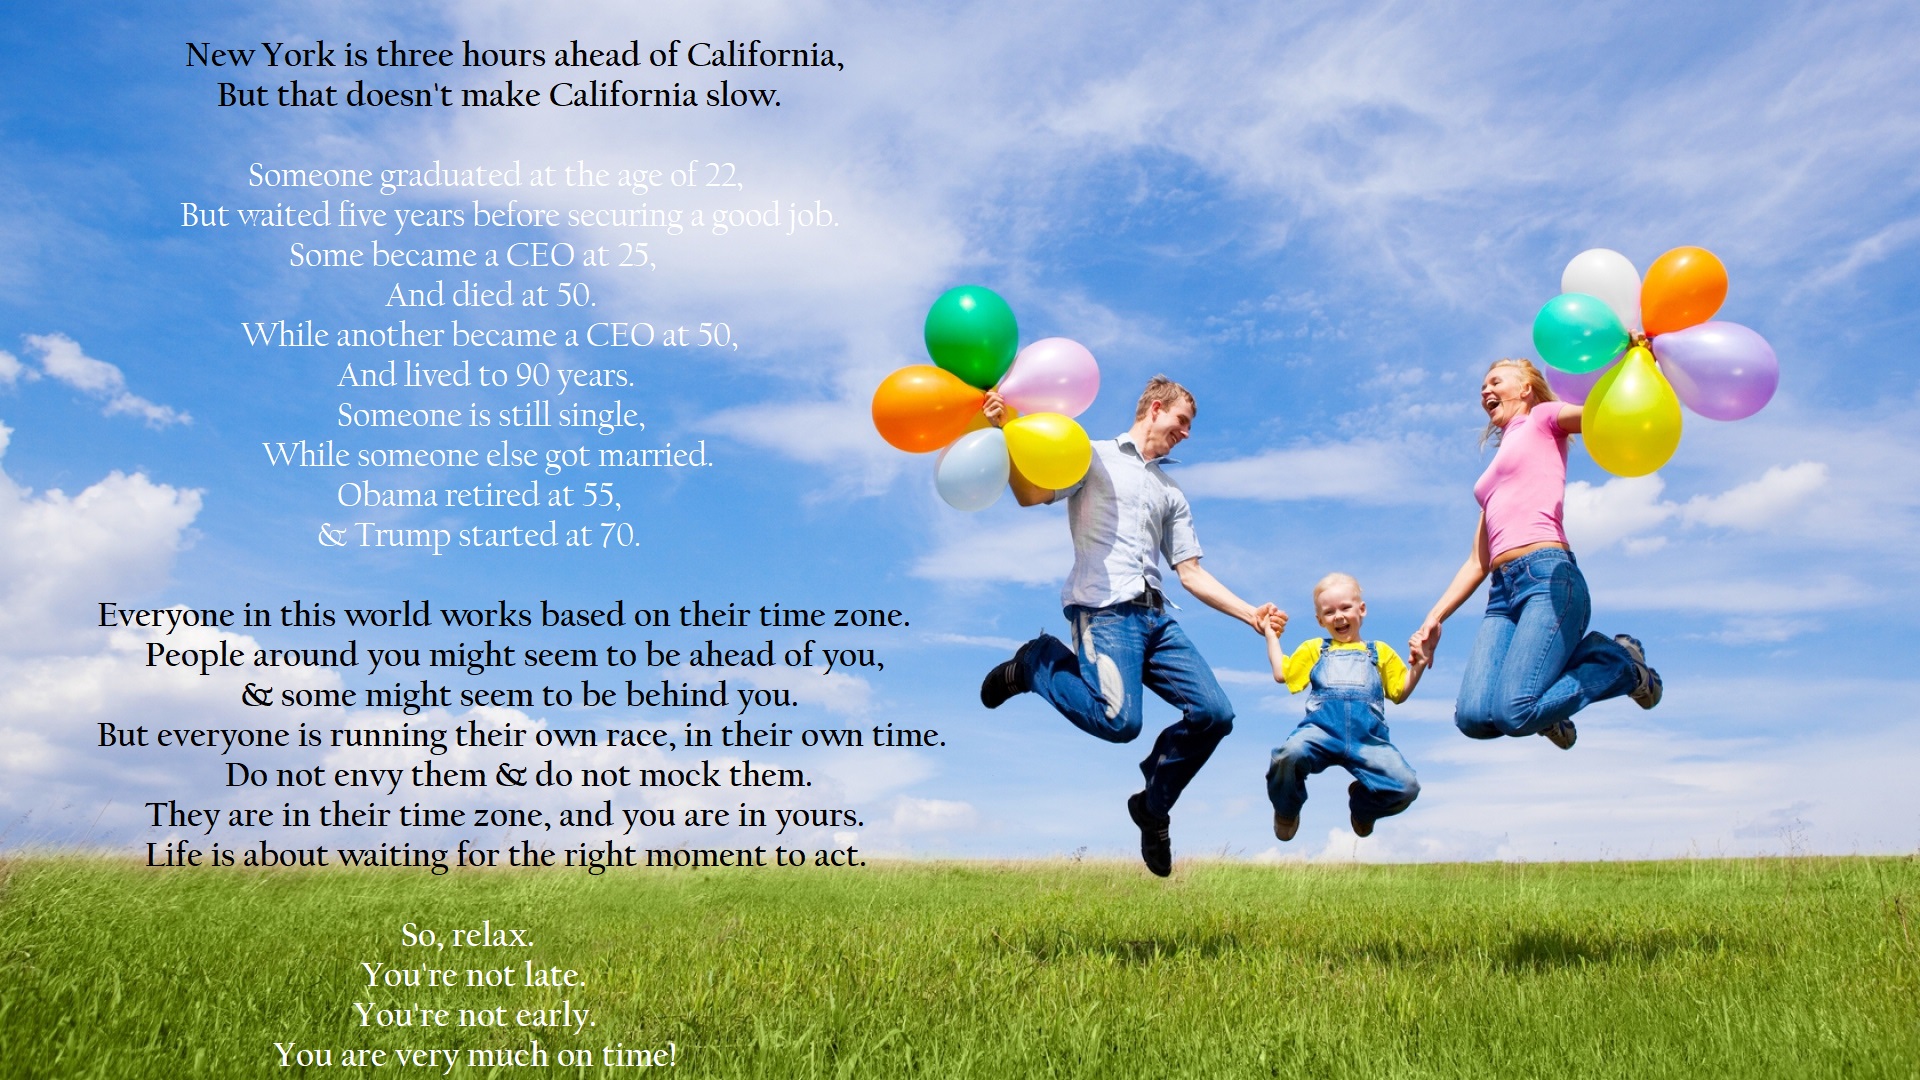 New York is three hours ahead of California,
But that doesn't make California slow.
Someone graduated at the age of 22,
But waited five years before securing a good job.
Some became a CEO at 25,
And died at 50.
While another became a CEO at 50,
And lived to 90 years.
Someone is still single,
While someone else got married.
Obama retired at 55,
& Trump started at 70.
Everyone in this world works based on their time zone.
People around you might seem to be ahead of you,
& some might seem to be behind you.
But everyone is running their own race, in their own time.
Do not envy them & do not mock them.
They are in their time zone, and you are in yours.
Life is about waiting for the right moment to act.
So, relax.
You're not late.
You're not early.
You are very much on time!